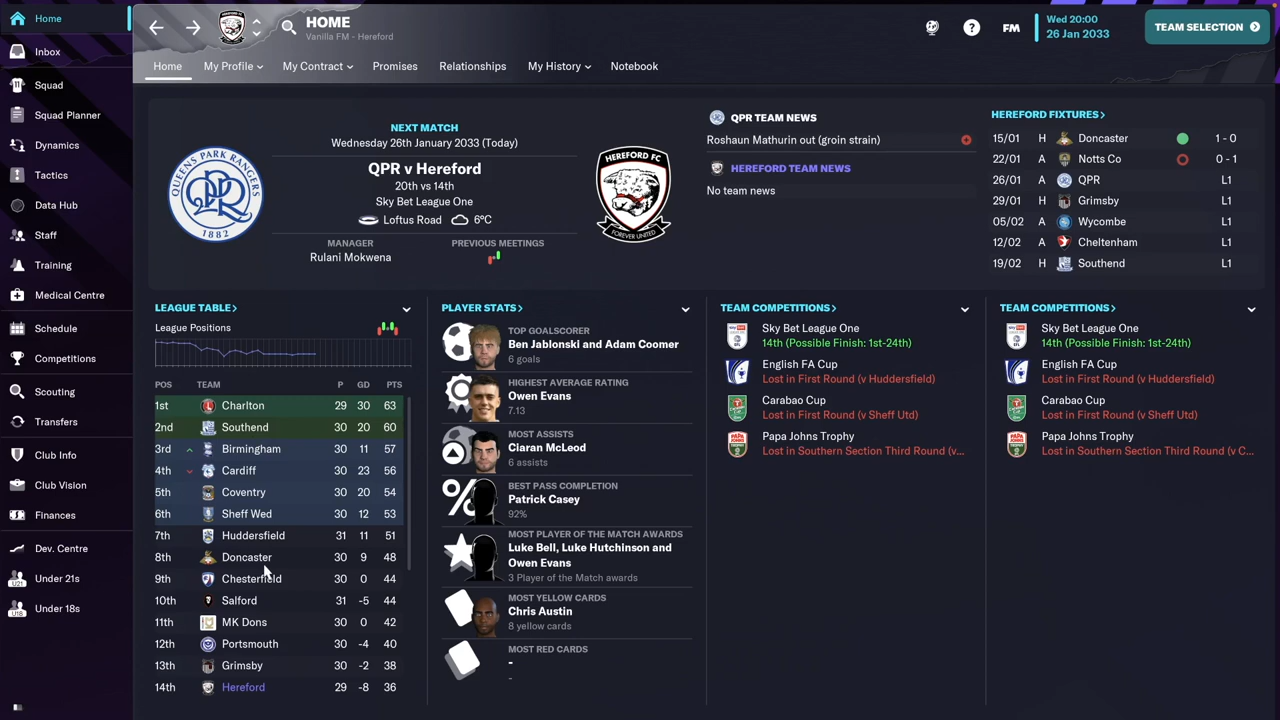 Home
HOME
Vanilla FM - Hereford
FM
Wed 20:00
26 Jan 2033
TEAM SELECTION
Home
My Profile
My Contract
Promises
Relationships
My History
Notebook
Inbox
Squad
Squad Planner
Dynamics
Tactics
Data Hub
Staff
Training
Medical Centre
Schedule
Competitions
Scouting
Transfers
Club Info
Club Vision
Finances
Dev. Centre
U21
Under 21s
U18
Under 18s
QUEENS PARK RANGERS
QPR
1882
NEXT MATCH
Wednesday 26th January 2033 (Today)
QPR v Hereford
20th vs 14th
Sky Bet League One
Loftus Road
6ºC
MANAGER
Rulani Mokwena
PREVIOUS MEETINGS
HEREFORD FC
FOREVER UNITED
QPR TEAM NEWS
Roshaun Mathurin out (groin strain)
HEREFORD TEAM NEWS
No team news
HEREFORD FIXTURES>
15/01 H Doncaster 1 - 0
22/01 A Notts Co 0 - 1
26/01 A QPR L1
29/01 H Grimsby L1
05/02 A Wycombe L1
12/02 A Cheltenham L1
19/02 H Southend L1
LEAGUE TABLE>
League Positions
POS TEAM P GD PTS
1st Charlton 29 30 63
2nd Southend 30 20 60
3rd Birmingham 30 11 57
4th Cardiff 30 23 56
5th Coventry 30 20 54
6th Sheff Wed 30 12 53
7th Huddersfield 31 11 51
8th Doncaster 30 9 48
9th Chesterfield 30 0 44
10th Salford 31 -5 44
11th MK Dons 30 0 42
12th Portsmouth 30 -4 40
13th Grimsby 30 -2 38
14th Hereford 29 -8 36
PLAYER STATS>
TOP GOALSCORER
Ben Jablonski and Adam Coomer
6 goals
HIGHEST AVERAGE RATING
Owen Evans
7.13
MOST ASSISTS
Ciaran McLeod
6 assists
BEST PASS COMPLETION
Patrick Casey
92%
MOST PLAYER OF THE MATCH AWARDS
Luke Bell, Luke Hutchinson and
Owen Evans
3 Player of the Match awards
MOST YELLOW CARDS
Chris Austin
8 yellow cards
MOST RED CARDS
-
-
TEAM COMPETITIONS>
Sky Bet League One
14th (Possible Finish: 1st-24th)
English FA Cup
Lost in First Round (v Huddersfield)
Carabao Cup
Lost in First Round (v Sheff Utd)
Papa Johns Trophy
Lost in Southern Section Third Round (v...
TEAM COMPETITIONS>
Sky Bet League One
14th (Possible Finish: 1st-24th)
English FA Cup
Lost in First Round (v Huddersfield)
Carabao Cup
Lost in First Round (v Sheff Utd)
Papa Johns Trophy
Lost in Southern Section Third Round (v C...